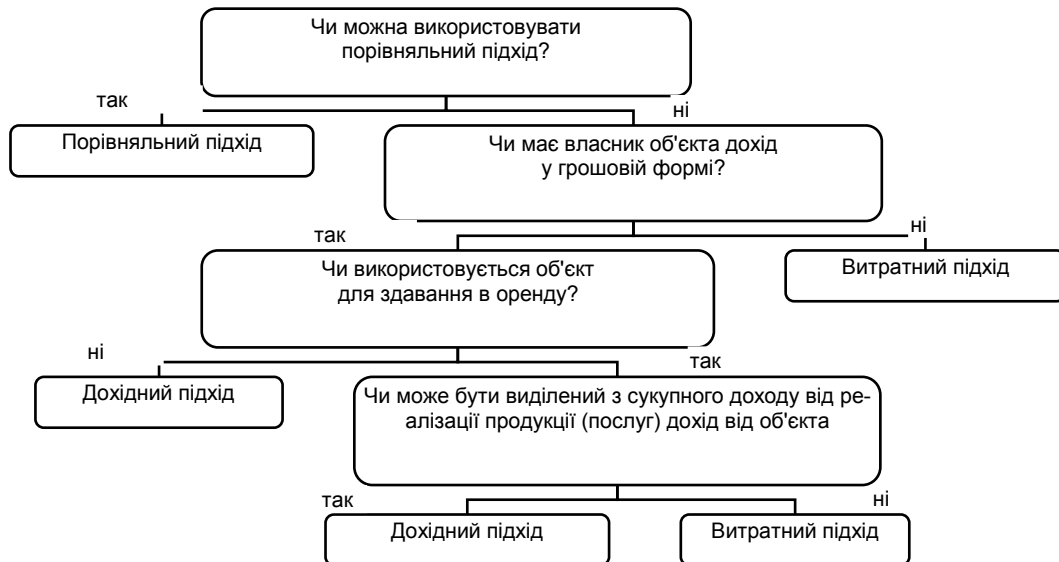 Чи можна використовувати
порівняльний підхід?
так
ні
Порівняльний підхід
Чи має власник об'єкта дохід
у грошовій формі?
так
ні
Чи використовується об'єкт
для здавання в оренду?
Витратний підхід
ні
так
Дохідний підхід
Чи може бути виділений з сукупного доходу від ре-
алізації продукції (послуг) дохід від об'єкта
так
ні
Дохідний підхід
Витратний підхід